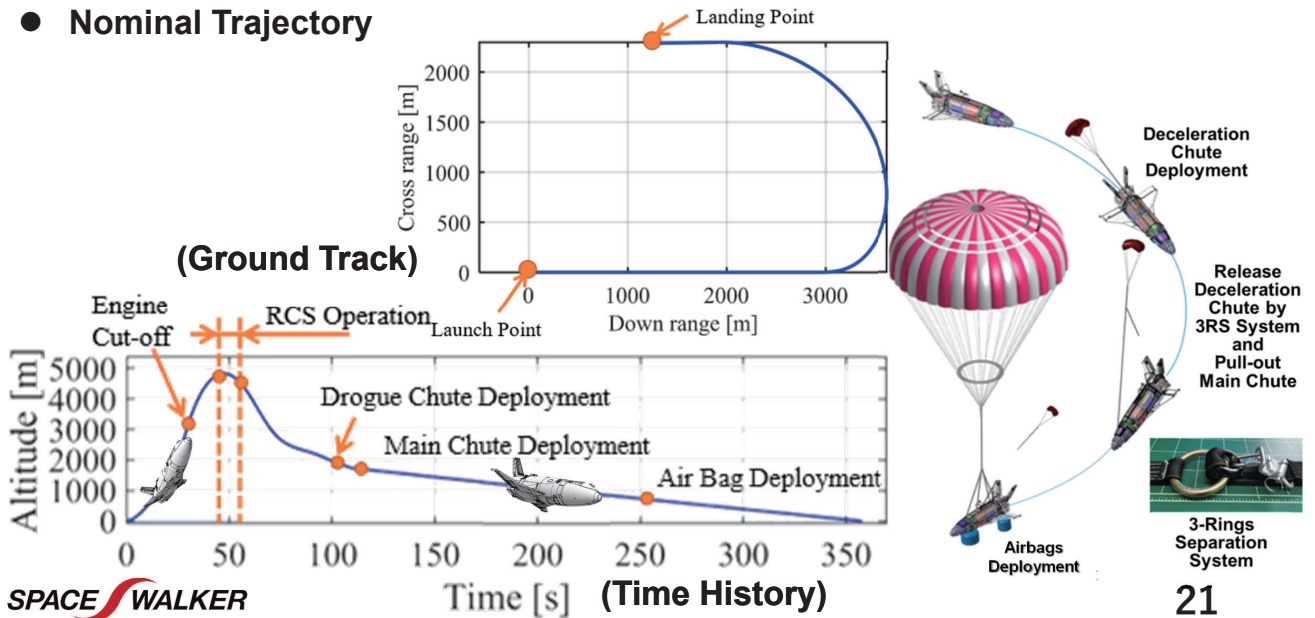 ● Nominal Trajectory
Landing Point
2000
1500
1000
500
0
Cross range [m]
0 1000 2000 3000
Down range [m]
Launch Point
(Ground Track)
Engine
Cut-off
RCS Operation
5000
4000
3000
2000
1000
0
Altitude [m]
Drogue Chute Deployment
Main Chute Deployment
Air Bag Deployment
0 50 100 150 200 250 300 350
Time [s]
(Time History)
Deceleration
Chute
Deployment
Release
Deceleration
Chute by
3RS System
and
Pull-out
Main Chute
Airbags
Deployment
3-Rings
Separation
System
SPACE WALKER
21